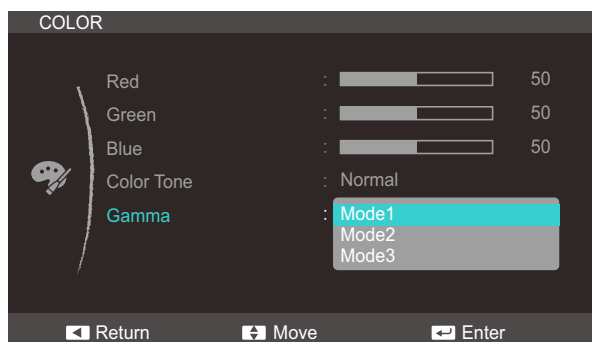 COLOR
Red : 50
Green : 50
Blue : 50
Color Tone : Normal
Gamma : Mode1
Mode2
Mode3
Return Move Enter